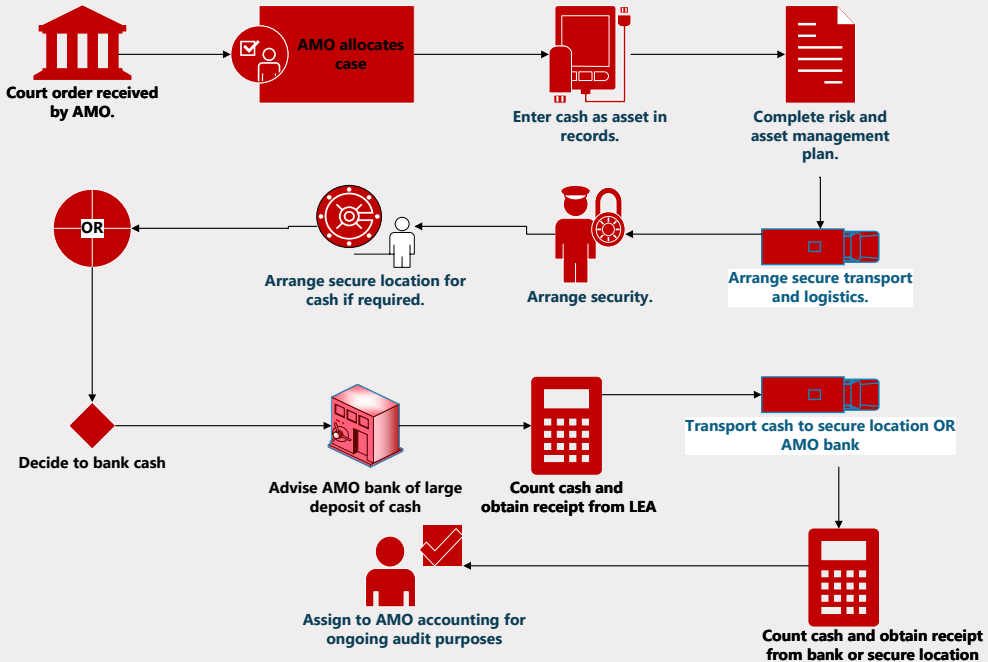 Court order received
by AMO.
AMO allocates
case
Enter cash as asset in
records.
Complete risk and
asset management
plan.
OR
Arrange secure location for
cash if required.
Arrange security.
Arrange secure transport
and logistics.
Decide to bank cash
Advise AMO bank of large
deposit of cash
Count cash and
obtain receipt from LEA
Transport cash to secure location OR
AMO bank
Assign to AMO accounting for
ongoing audit purposes
Count cash and obtain receipt
from bank or secure location